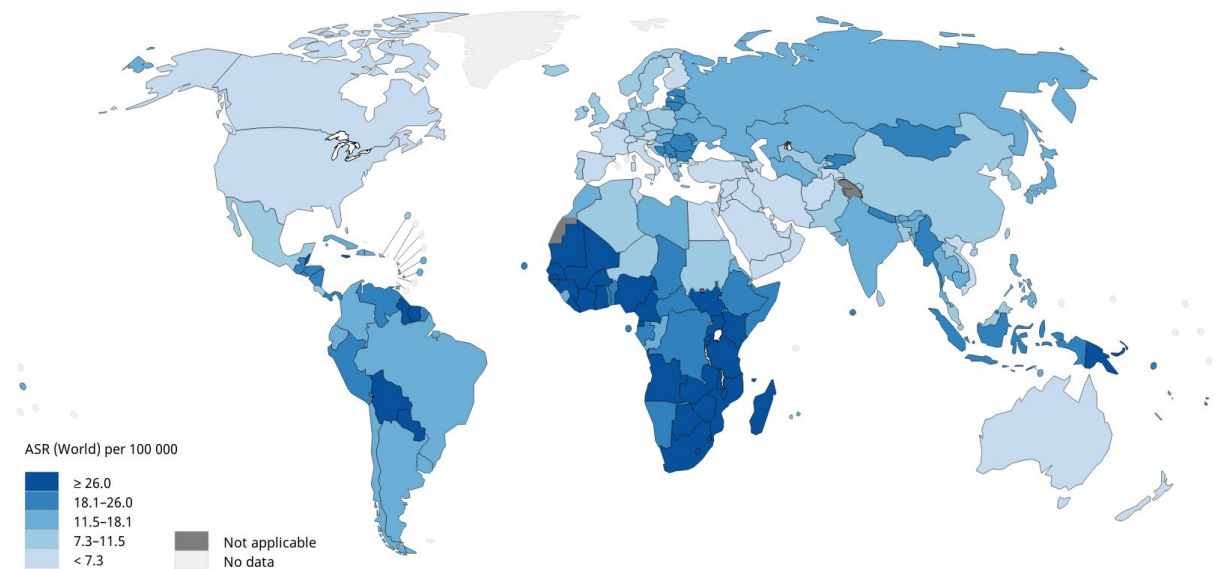 ASR (World) per 100 000
≥ 26.0
18.1–26.0
11.5–18.1
7.3–11.5
< 7.3
Not applicable
No data